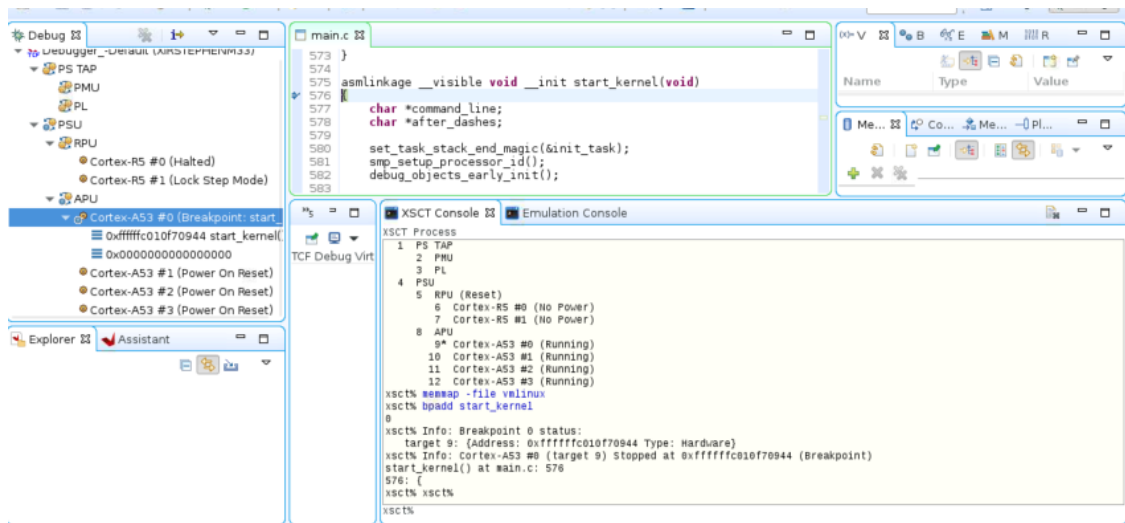 Debug
Debugger_-Default (XIRSTEPHENM33)
PS TAP
PMU
PL
PSU
RPU
Cortex-R5 #0 (Halted)
Cortex-R5 #1 (Lock Step Mode)
APU
Cortex-A53 #0 (Breakpoint: start_
0xffffffc010f70944 start_kernel(
0x0000000000000000
Cortex-A53 #1 (Power On Reset)
Cortex-A53 #2 (Power On Reset)
Cortex-A53 #3 (Power On Reset)
Explorer Assistant
main.c
573 }
574
575 asmlinkage __visible void __init start_kernel(void)
576 {
577 char *command_line;
578 char *after_dashes;
579
580 set_task_stack_end_magic(&init_task);
581 smp_setup_processor_id();
582 debug_objects_early_init();
583
(x)= V B E M R
Name Type Value
Me... Co... Me... Pl...
TCF Debug Virt
XSCT Console Emulation Console
XSCT Process
1 PS TAP
2 PMU
3 PL
4 PSU
5 RPU (Reset)
6 Cortex-R5 #0 (No Power)
7 Cortex-R5 #1 (No Power)
8 APU
9* Cortex-A53 #0 (Running)
10 Cortex-A53 #1 (Running)
11 Cortex-A53 #2 (Running)
12 Cortex-A53 #3 (Running)
xsct% memmap -file vmlinux
xsct% bpadd start_kernel
0
xsct% Info: Breakpoint 0 status:
target 9: {Address: 0xffffffc010f70944 Type: Hardware}
xsct% Info: Cortex-A53 #0 (target 9) Stopped at 0xffffffc010f70944 (Breakpoint)
start_kernel() at main.c: 576
576: {
xsct% xsct%
xsct%